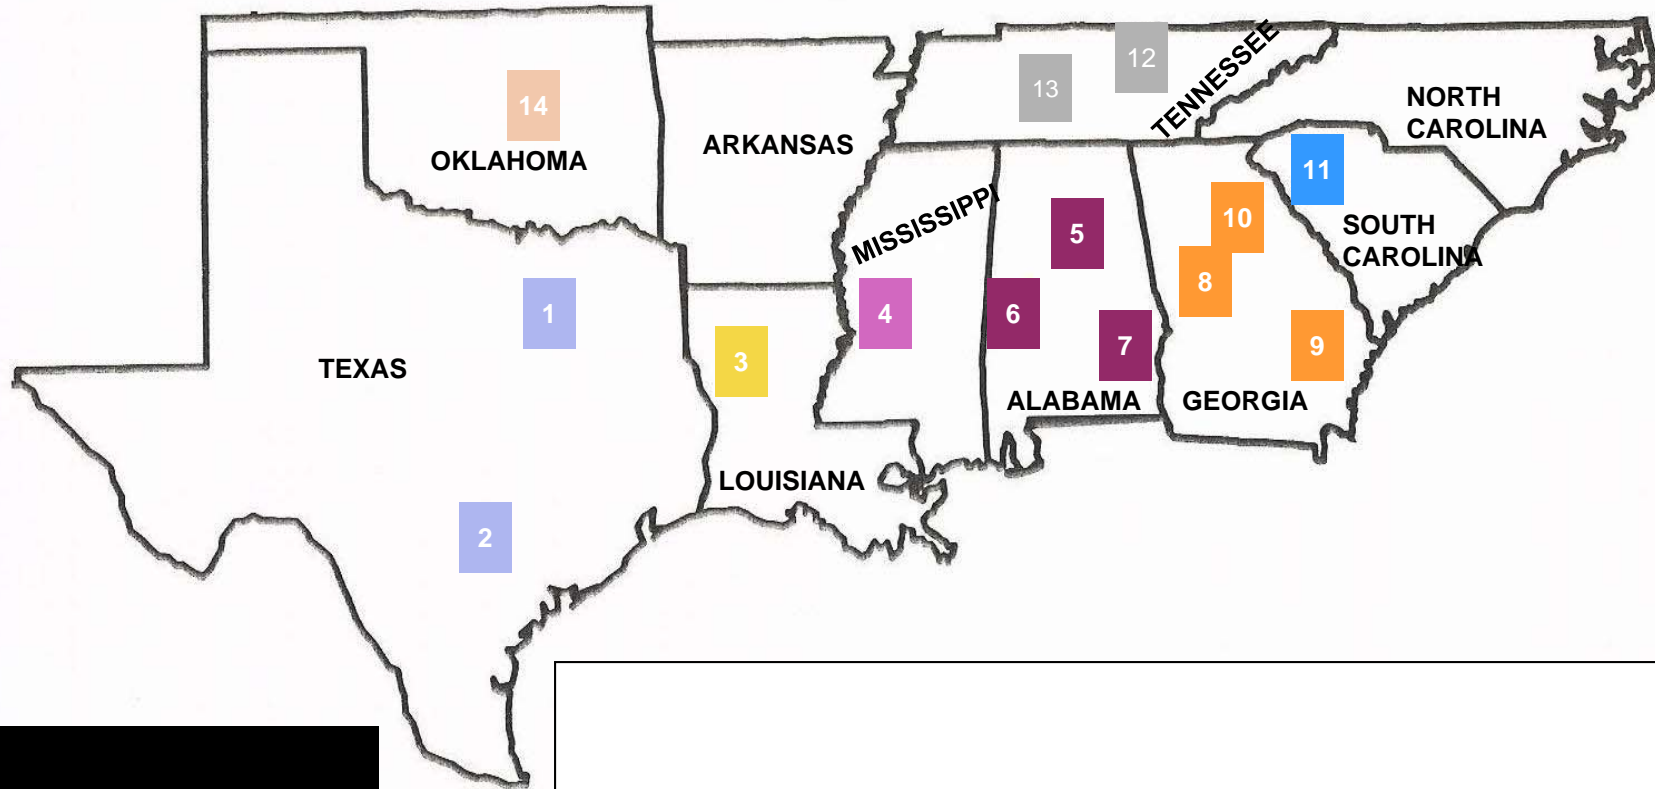 12
13
TENNESSEE
14
NORTH
CAROLINA
ARKANSAS
OKLAHOMA
11
MISSISSIPPI
10
5
SOUTH
CAROLINA
8
1
4
6
7
9
3
TEXAS
ALABAMA
GEORGIA
LOUISIANA
2